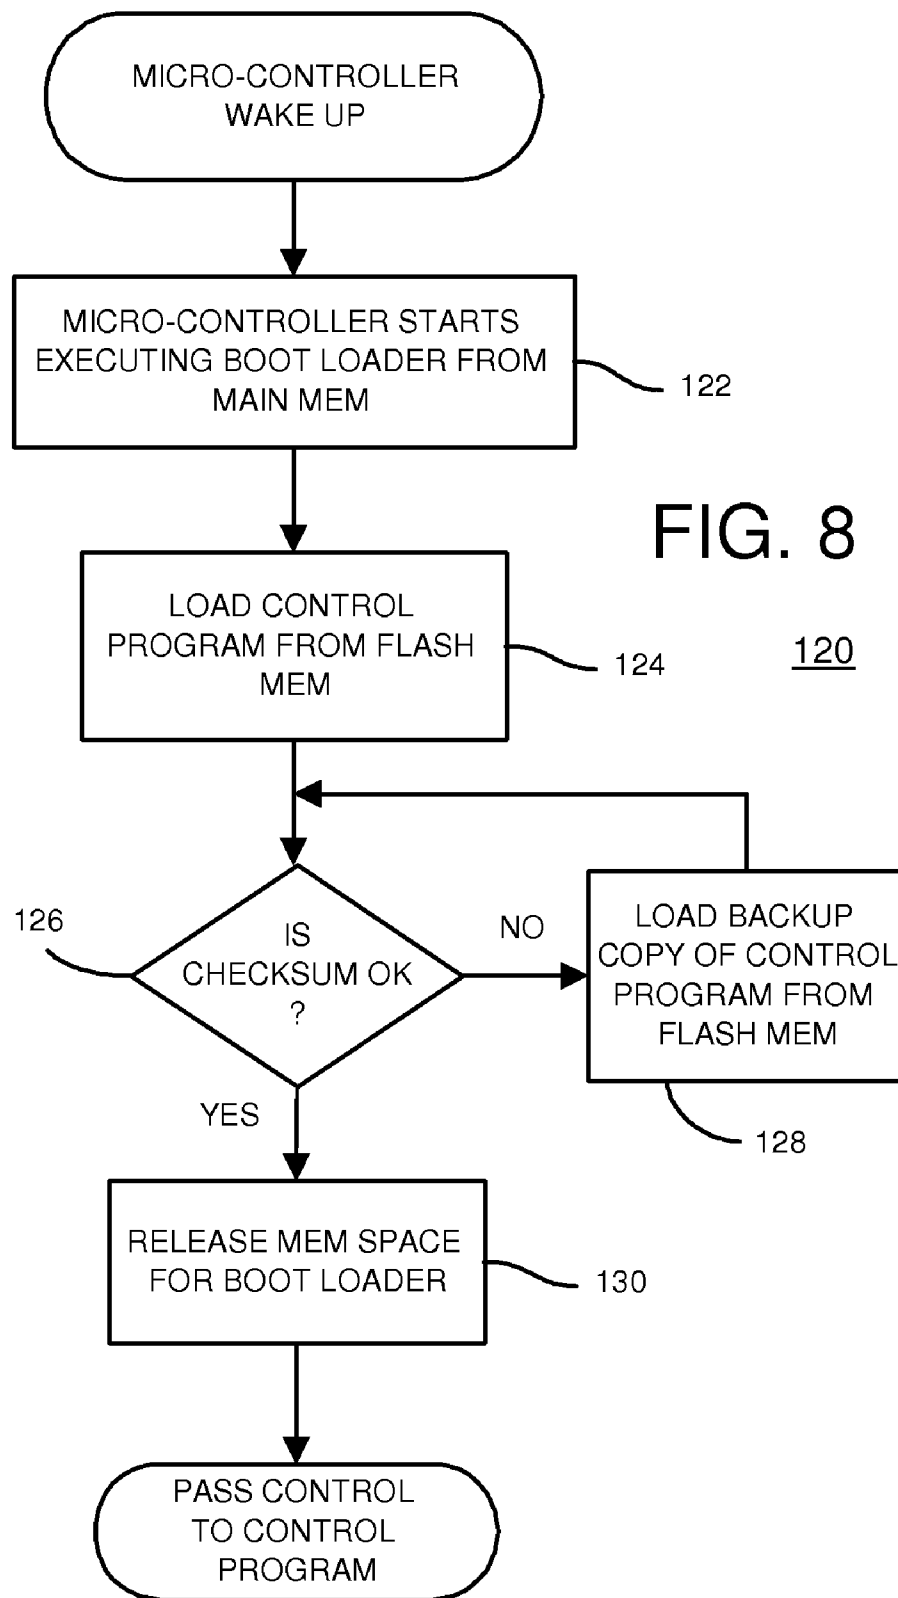 MICRO-CONTROLLER
WAKE UP
MICRO-CONTROLLER STARTS
EXECUTING BOOT LOADER FROM
MAIN MEM
122
FIG. 8
120
LOAD CONTROL
PROGRAM FROM FLASH
MEM
124
126
IS
CHECKSUM OK
?
NO
LOAD BACKUP
COPY OF CONTROL
PROGRAM FROM
FLASH MEM
128
YES
RELEASE MEM SPACE
FOR BOOT LOADER
130
PASS CONTROL
TO CONTROL
PROGRAM